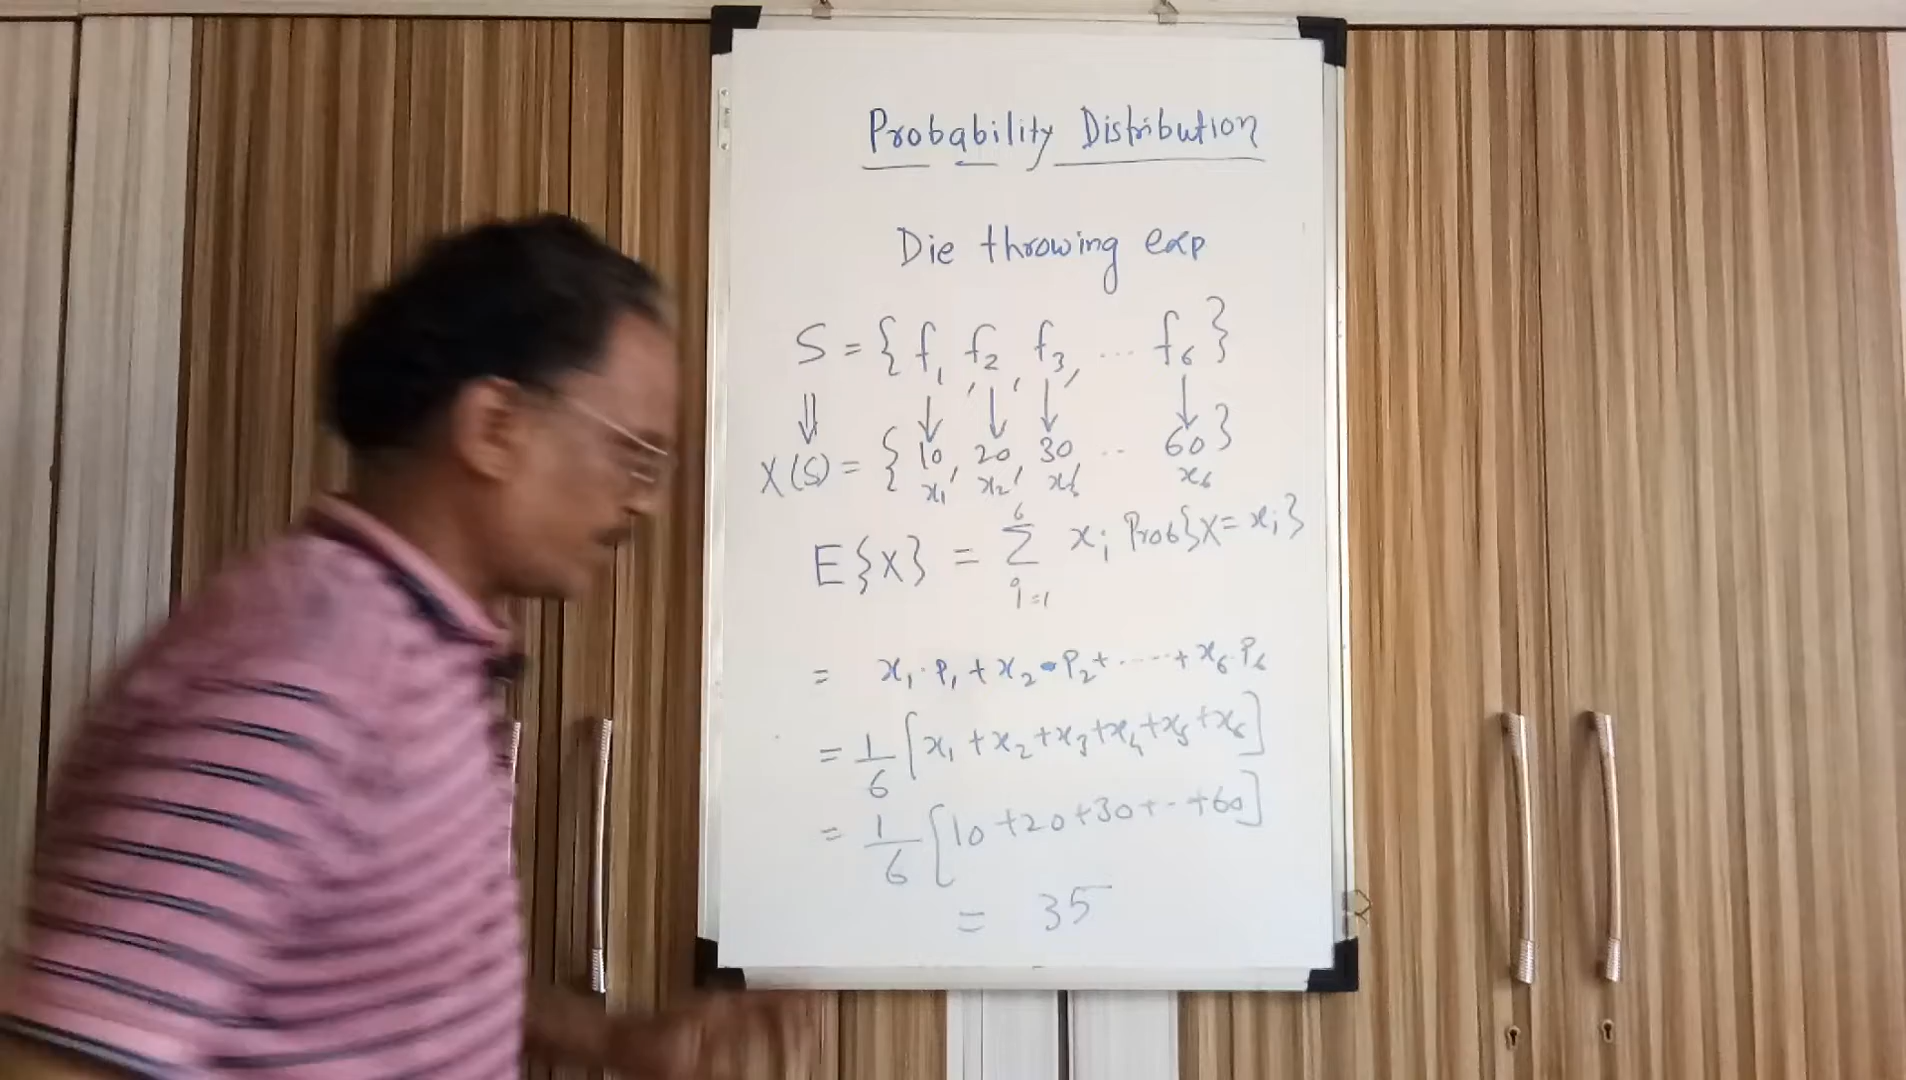 Probability Distribution
Die throwing exp
S = { f₁, f₂, f₃, ... f₆ }
⇓ ↓ ↓ ↓ ↓
X(S) = { 10, 20, 30 .. 60 }
x₁ x₂ x₆
E{X} = ∑ᵢ₌₁⁶ xᵢ Prob{X = xᵢ}
= x₁ · P₁ + x₂ · P₂ + ..... + x₆ · P₆
= 1/6 [x₁ + x₂ + x₃ + x₄ + x₅ + x₆]
= 1/6 [10 + 20 + 30 + .. + 60]
= 35